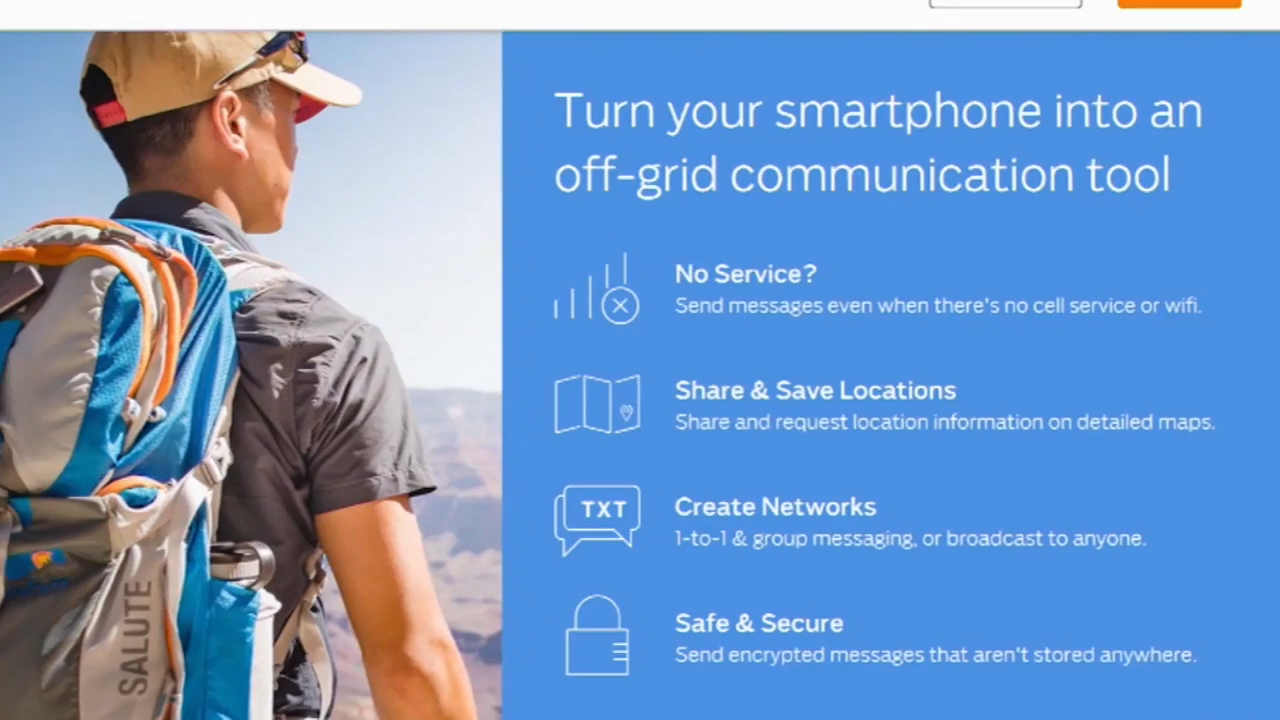 Turn your smartphone into an
off-grid communication tool
No Service?
Send messages even when there's no cell service or wifi.
Share & Save Locations
Share and request location information on detailed maps.
TXT
Create Networks
1-to-1 & group messaging, or broadcast to anyone.
Safe & Secure
Send encrypted messages that aren't stored anywhere.
SALUTE